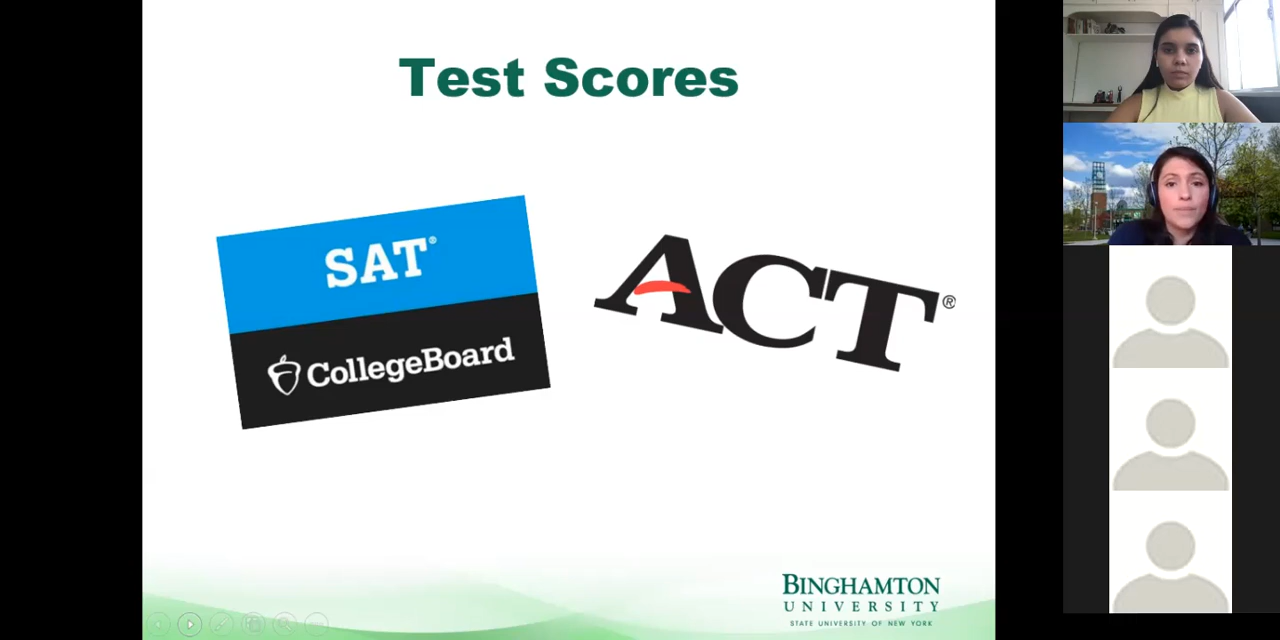 Test Scores
SAT®
CollegeBoard
ACT®
BINGHAMTON
UNIVERSITY
STATE UNIVERSITY OF NEW YORK